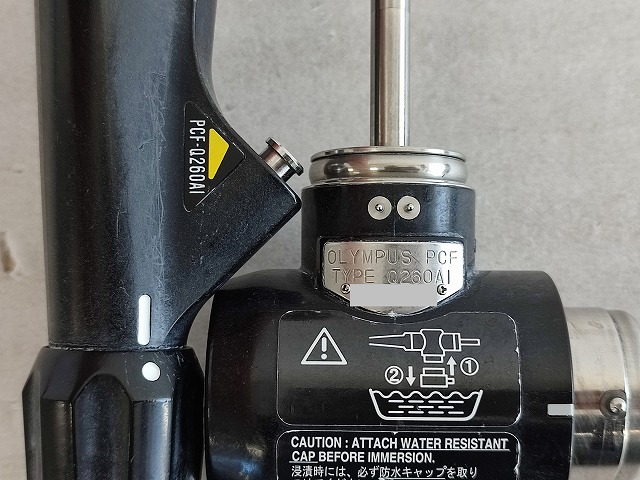 PCF-Q260AI
OLYMPUS PCF
TYPE Q260AI
①
②
CAUTION : ATTACH WATER RESISTANT
CAP BEFORE IMMERSION.
浸漬時には、必ず防水キャップを取り